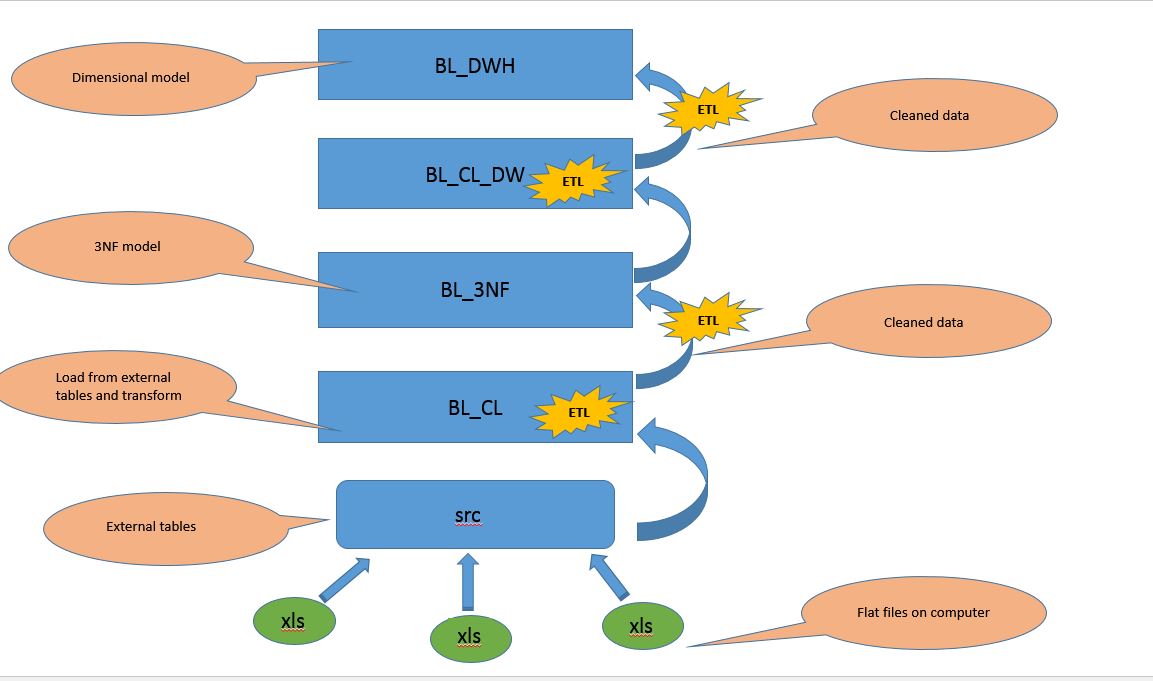 BL_DWH
Dimensional model
ETL
Cleaned data
BL_CL_DW
ETL
3NF model
BL_3NF
ETL
Cleaned data
Load from external
tables and transform
BL_CL
ETL
External tables
src
xls
xls
xls
Flat files on computer